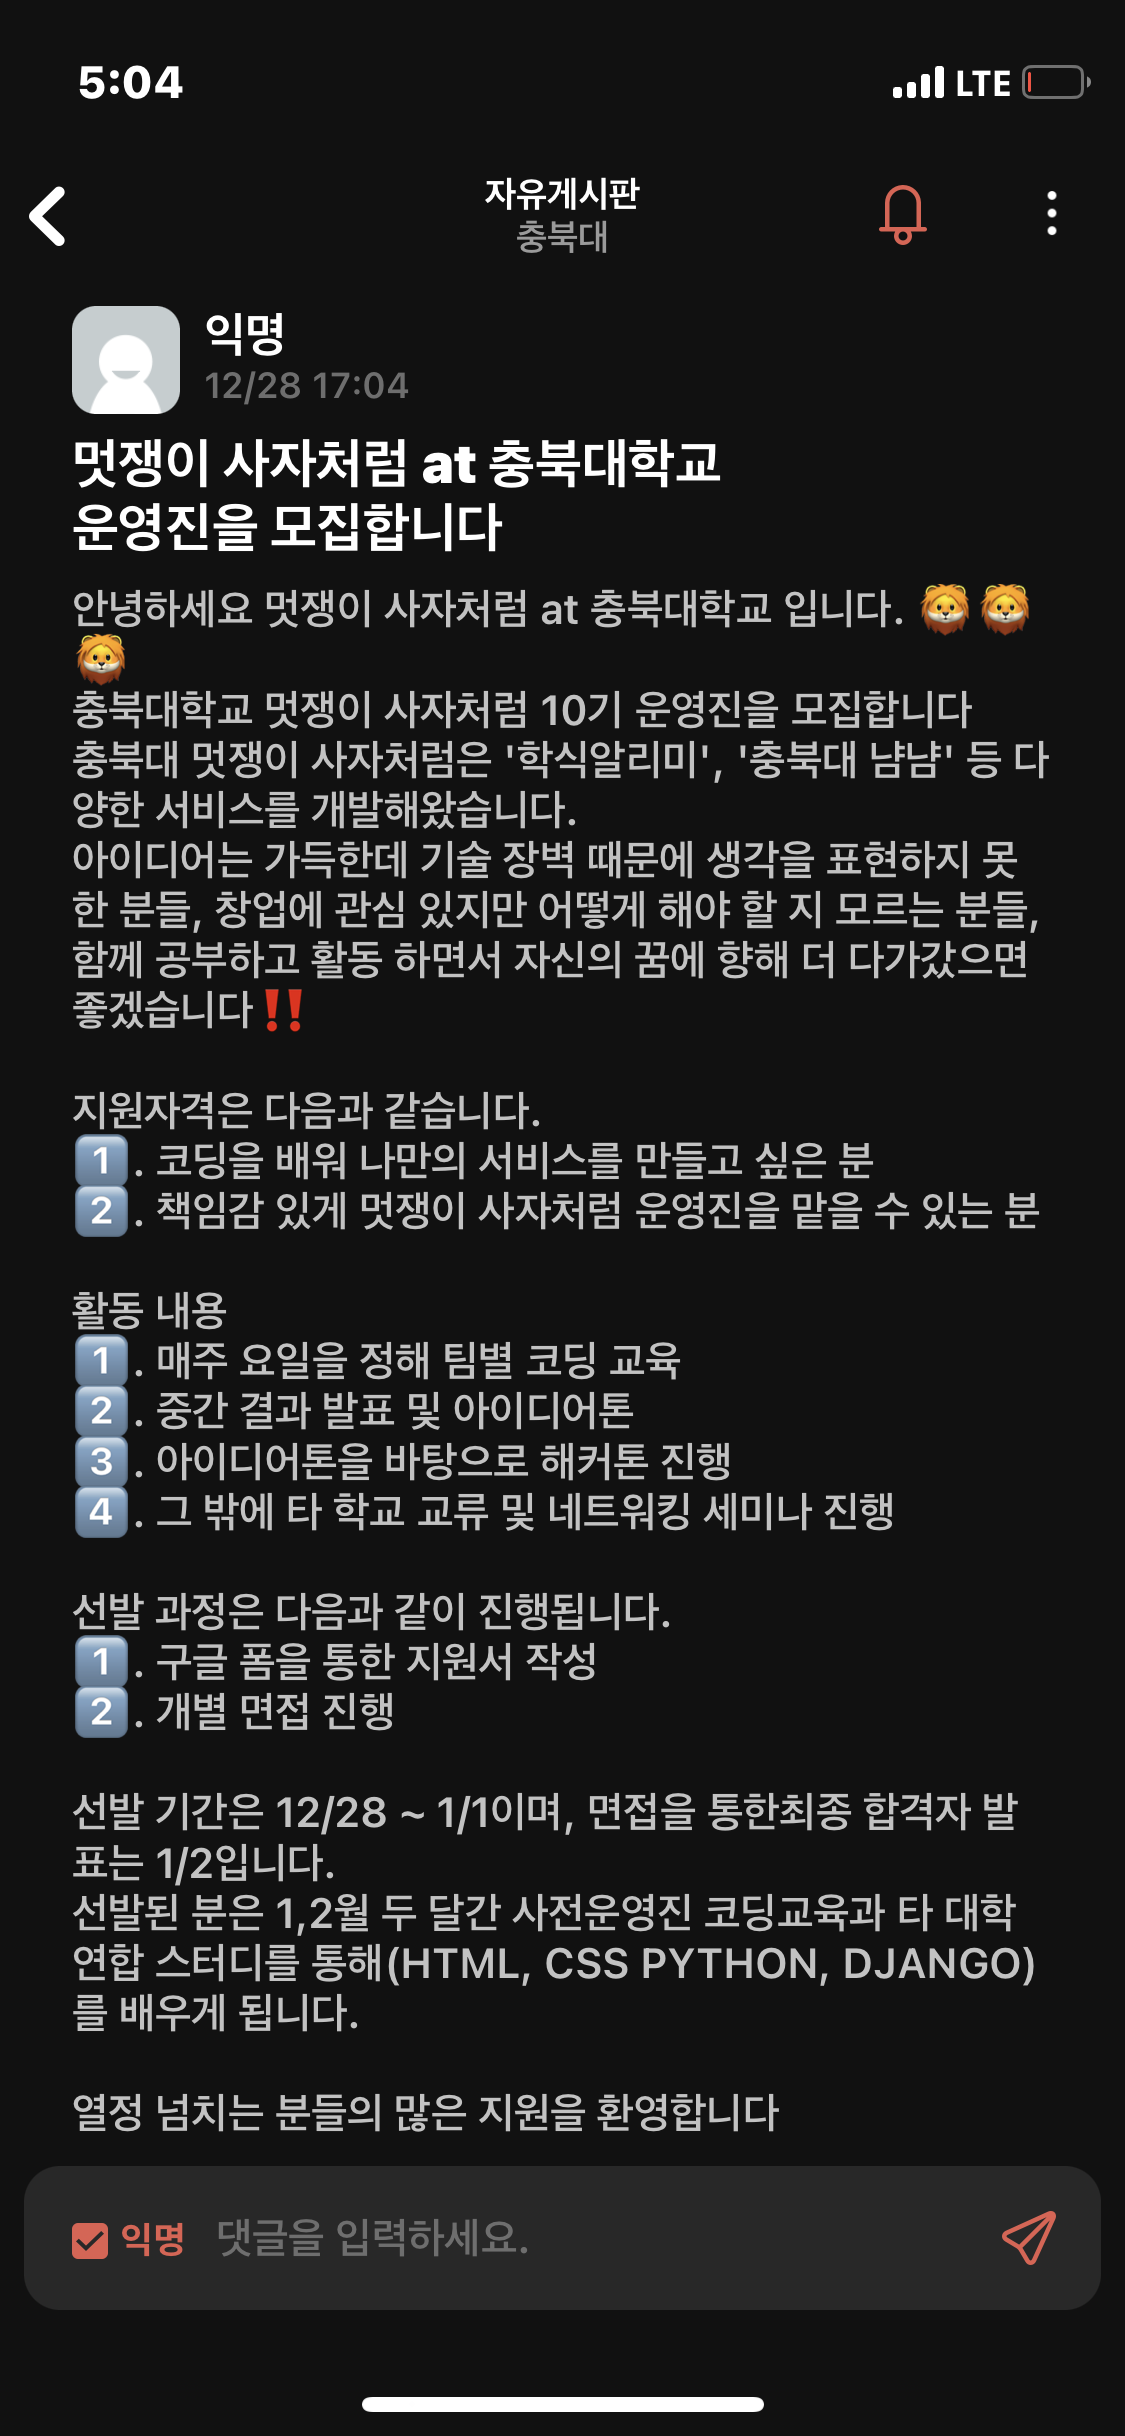 5:04
LTE
자유게시판
충북대
익명
12/28 17:04
멋쟁이 사자처럼 at 충북대학교
운영진을 모집합니다
안녕하세요 멋쟁이 사자처럼 at 충북대학교 입니다. 🦁🦁
🦁
충북대학교 멋쟁이 사자처럼 10기 운영진을 모집합니다
충북대 멋쟁이 사자처럼은 '학식알리미', '충북대 냠냠' 등 다
양한 서비스를 개발해왔습니다.
아이디어는 가득한데 기술 장벽 때문에 생각을 표현하지 못
한 분들, 창업에 관심 있지만 어떻게 해야 할 지 모르는 분들,
함께 공부하고 활동 하면서 자신의 꿈에 향해 더 다가갔으면
좋겠습니다‼️
지원자격은 다음과 같습니다.
1️⃣. 코딩을 배워 나만의 서비스를 만들고 싶은 분
2️⃣. 책임감 있게 멋쟁이 사자처럼 운영진을 맡을 수 있는 분
활동 내용
1️⃣. 매주 요일을 정해 팀별 코딩 교육
2️⃣. 중간 결과 발표 및 아이디어톤
3️⃣. 아이디어톤을 바탕으로 해커톤 진행
4️⃣. 그 밖에 타 학교 교류 및 네트워킹 세미나 진행
선발 과정은 다음과 같이 진행됩니다.
1️⃣. 구글 폼을 통한 지원서 작성
2️⃣. 개별 면접 진행
선발 기간은 12/28 ~ 1/1이며, 면접을 통한최종 합격자 발
표는 1/2입니다.
선발된 분은 1,2월 두 달간 사전운영진 코딩교육과 타 대학
연합 스터디를 통해(HTML, CSS PYTHON, DJANGO)
를 배우게 됩니다.
열정 넘치는 분들의 많은 지원을 환영합니다
익명 댓글을 입력하세요.